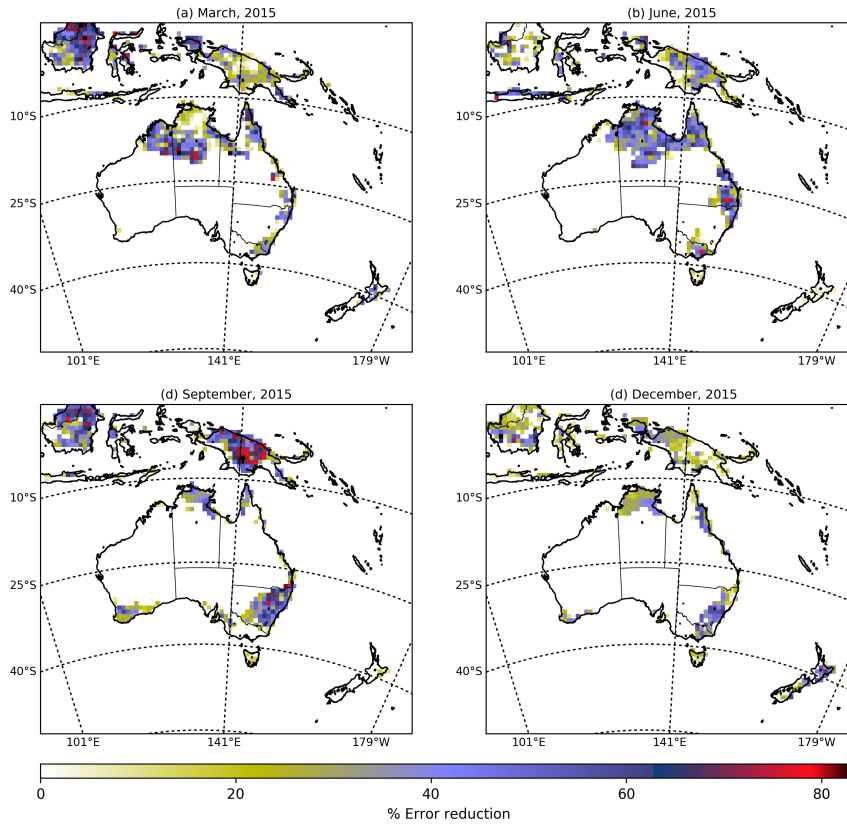 (a) March, 2015
(b) June, 2015
10°S
25°S
40°S
101°E 141°E 179°W
10°S
25°S
40°S
101°E 141°E 179°W
(d) September, 2015
(d) December, 2015
10°S
25°S
40°S
101°E 141°E 179°W
10°S
25°S
40°S
101°E 141°E 179°W
0 20 40 60 80
% Error reduction